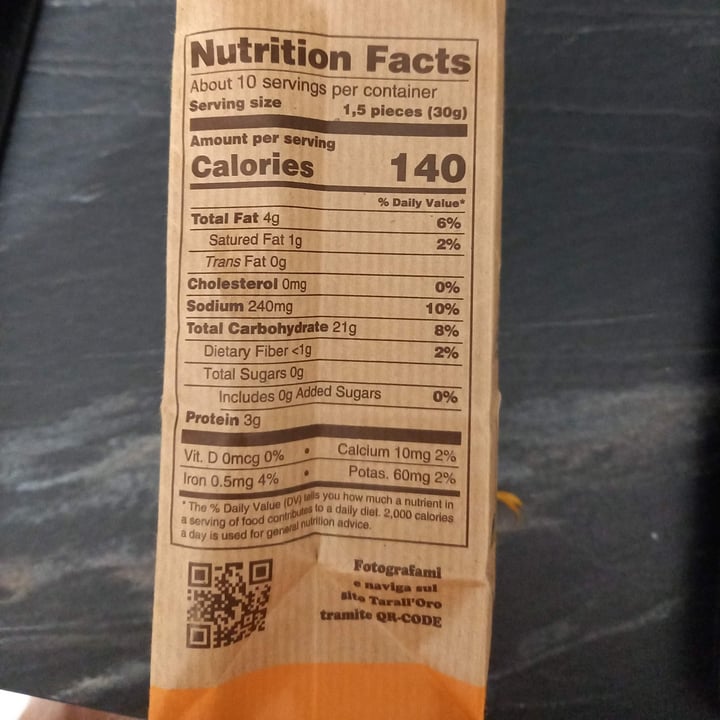 Nutrition Facts
About 10 servings per container
Serving size 1,5 pieces (30g)
Amount per serving
Calories 140
% Daily Value*
Total Fat 4g 6%
Satured Fat 1g 2%
Trans Fat 0g
Cholesterol 0mg 0%
Sodium 240mg 10%
Total Carbohydrate 21g 8%
Dietary Fiber <1g 2%
Total Sugars 0g
Includes 0g Added Sugars 0%
Protein 3g
Vit. D 0mcg 0% • Calcium 10mg 2%
Iron 0.5mg 4% • Potas. 60mg 2%
* The % Daily Value (DV) tells you how much a nutrient in
a serving of food contributes to a daily diet. 2,000 calories
a day is used for general nutrition advice.
Fotografami
e naviga sul
sito Tarall'Oro
tramite QR-CODE